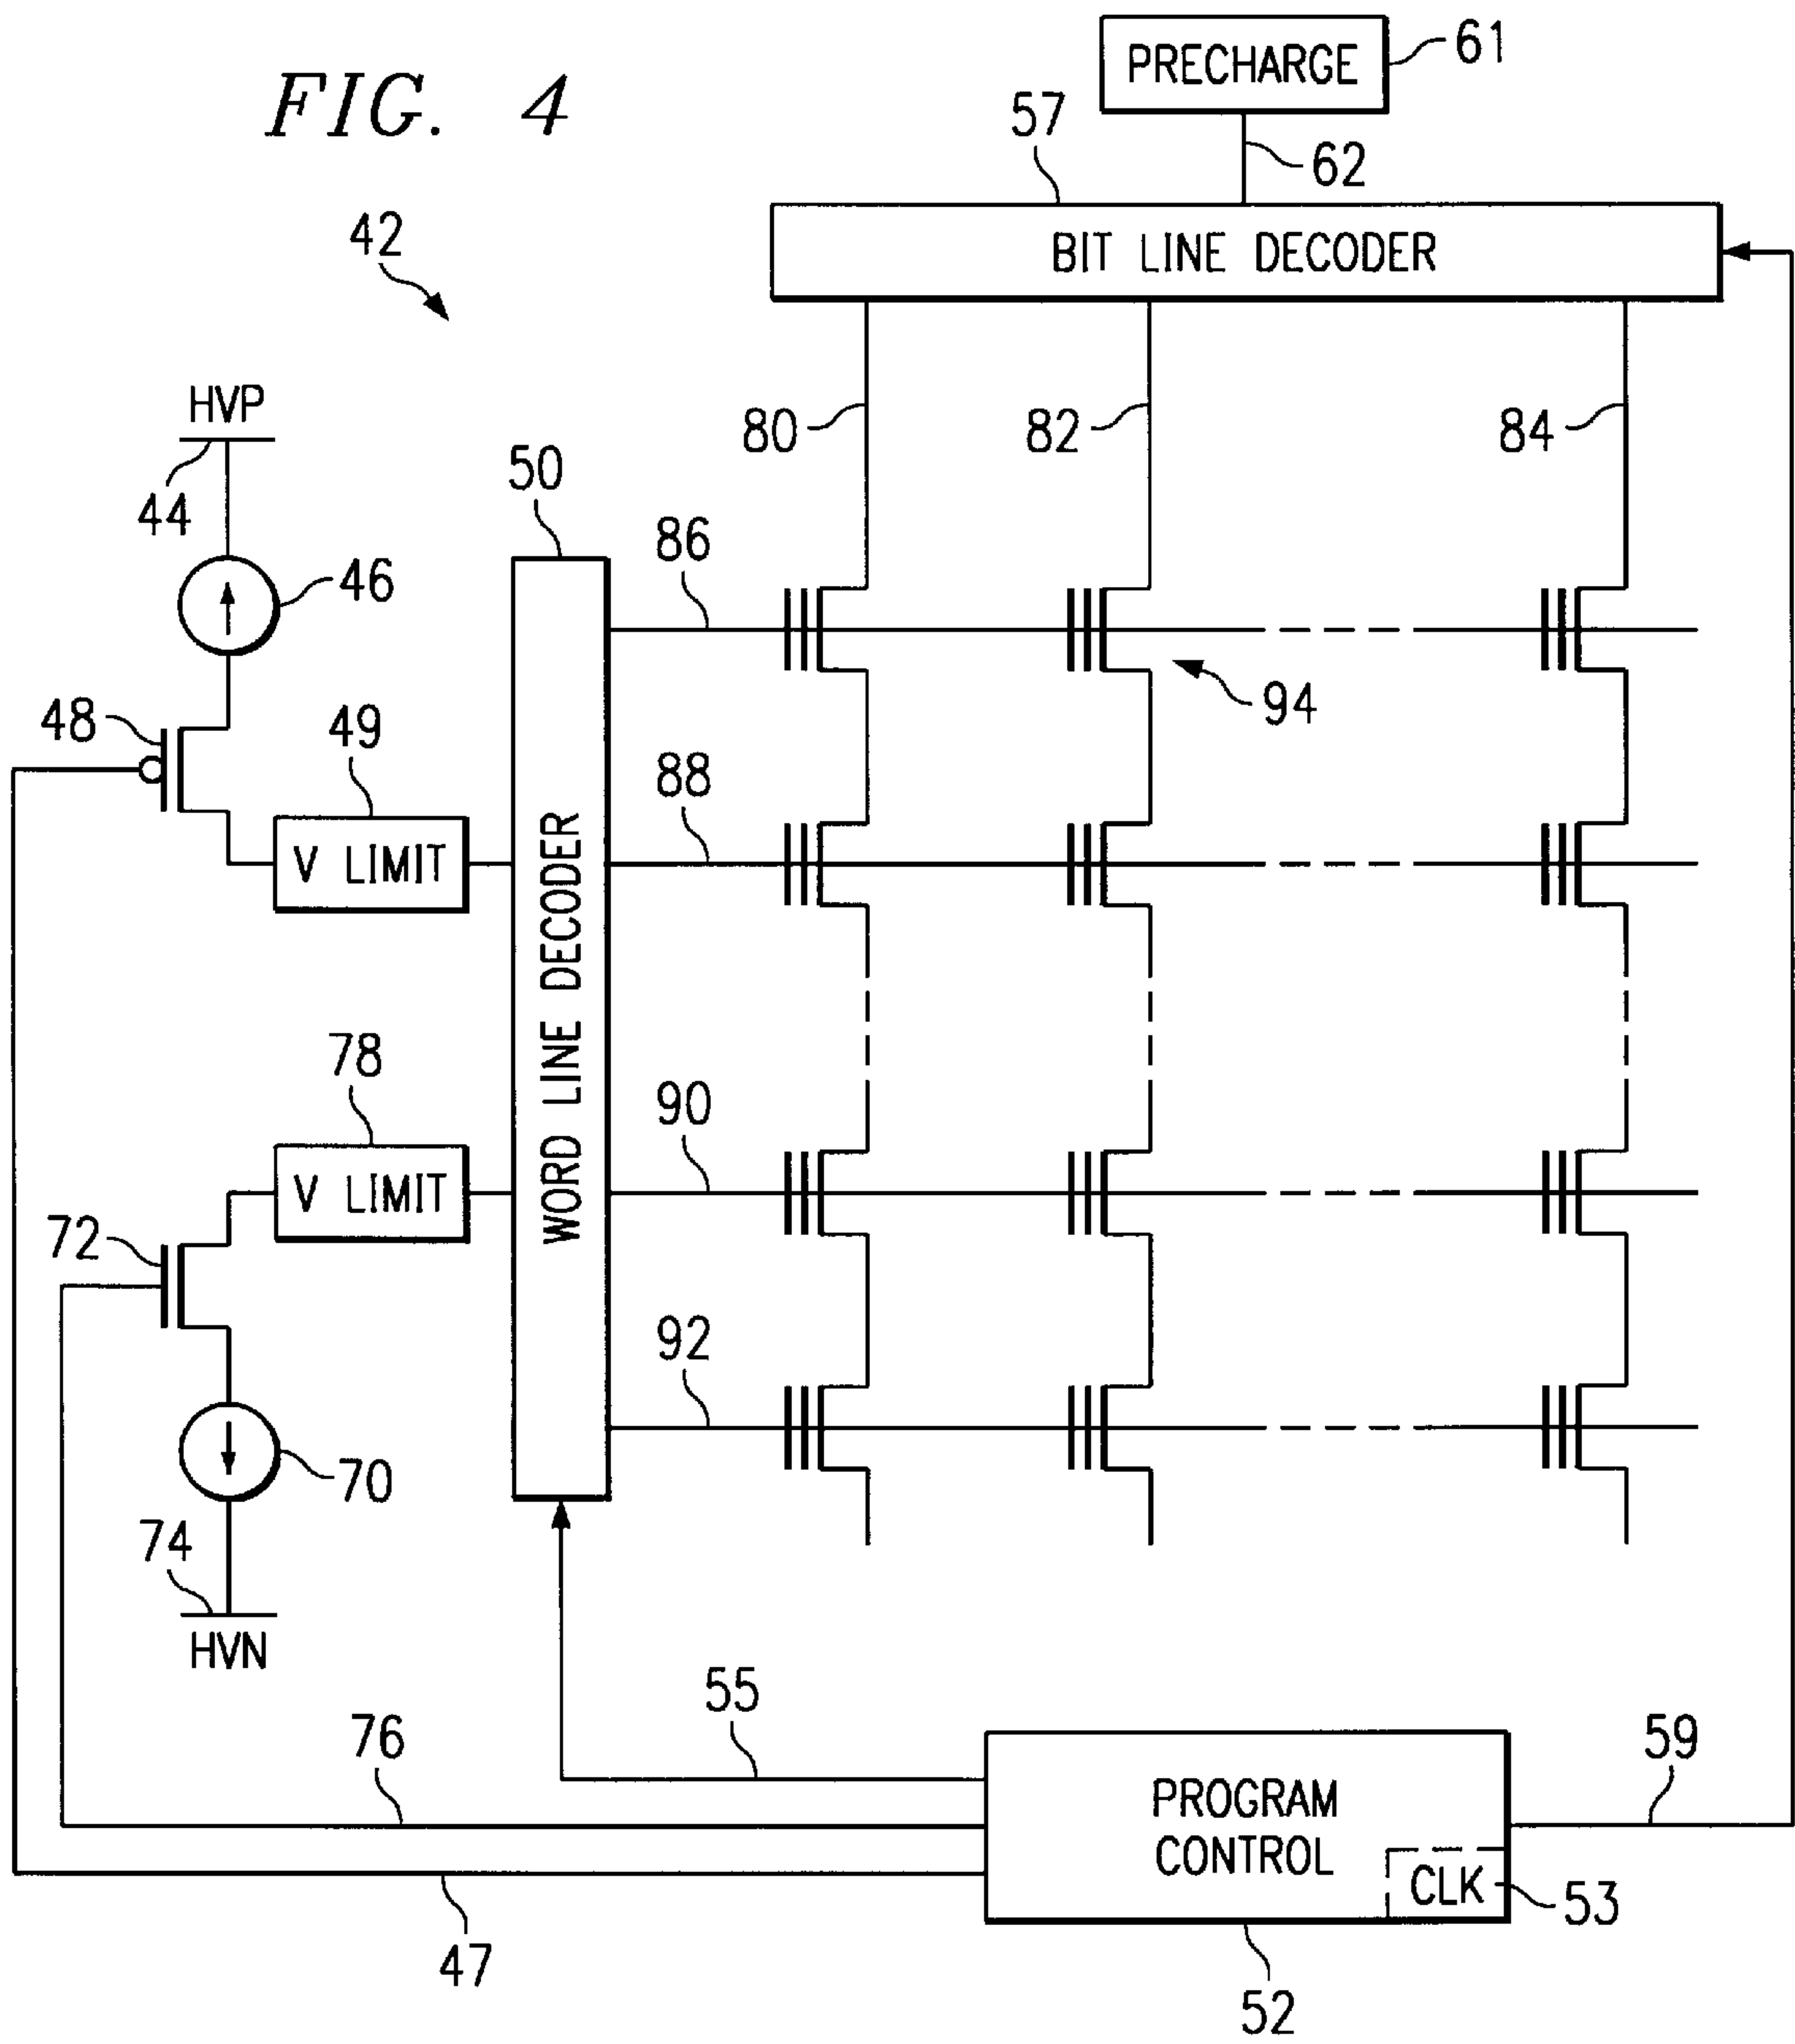 FIG. 4
PRECHARGE
61
57
62
42
BIT LINE DECODER
HVP
44
80
82
84
50
46
86
94
48
49
88
V LIMIT
WORD LINE DECODER
78
90
V LIMIT
72
92
70
74
HVN
55
76
59
PROGRAM
CONTROL
CLK
53
47
52